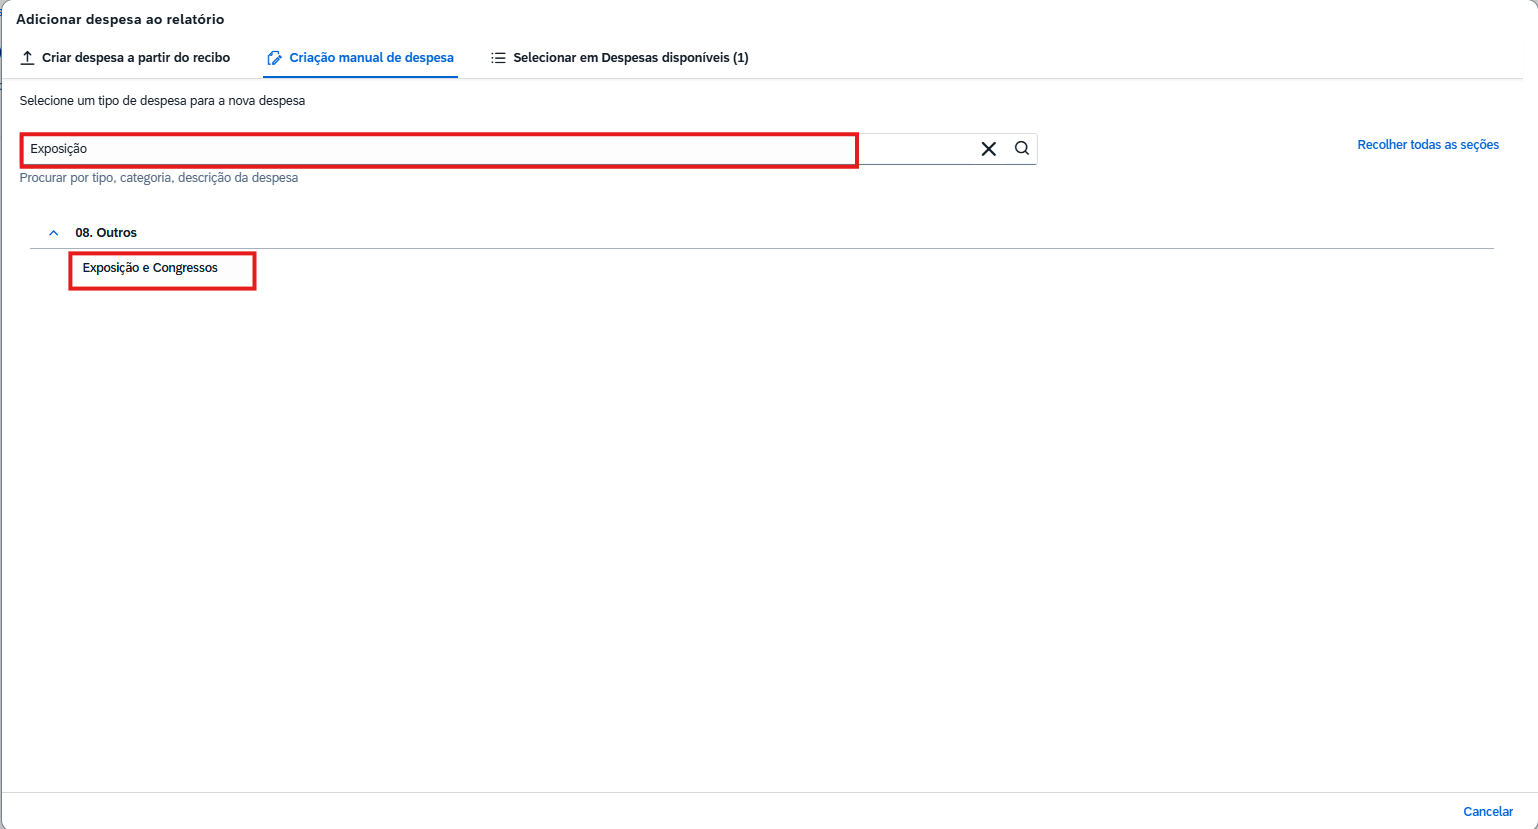 Adicionar despesa ao relatório
Criar despesa a partir do recibo
Criação manual de despesa
Selecionar em Despesas disponíveis (1)
Selecione um tipo de despesa para a nova despesa
Exposição
Recolher todas as seções
Procurar por tipo, categoria, descrição da despesa
08. Outros
Exposição e Congressos
Cancelar